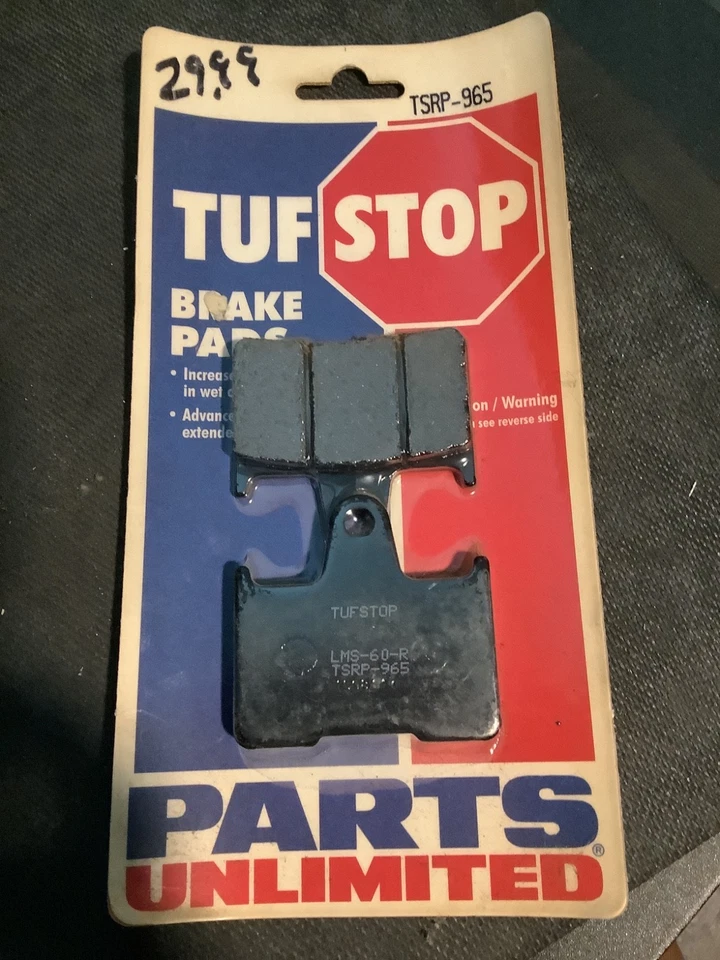 29.99
TSRP-965
TUF STOP
BRAKE
PADS
• Increase
in wet
• Advance
extende
on / Warning
see reverse side
TUFSTOP
LMS-60-R
TSRP-965
PARTS
UNLIMITED®